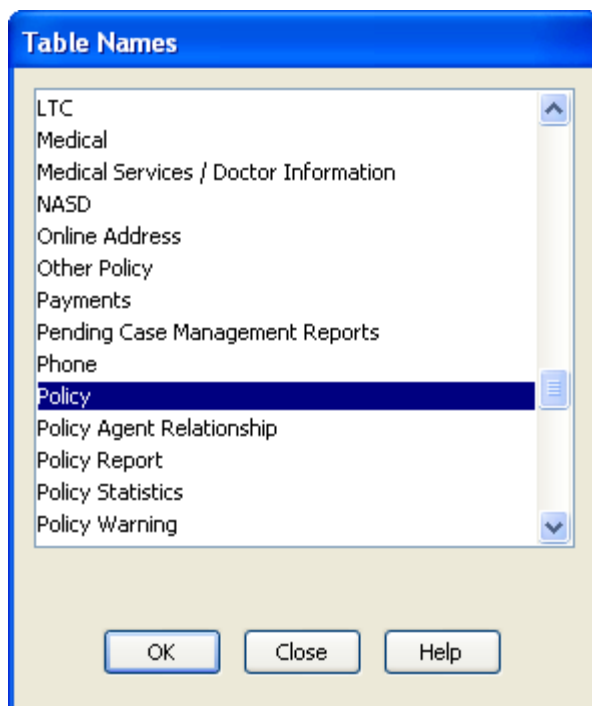 Table Names
LTC
Medical
Medical Services / Doctor Information
NASD
Online Address
Other Policy
Payments
Pending Case Management Reports
Phone
Policy
Policy Agent Relationship
Policy Report
Policy Statistics
Policy Warning
OK Close Help